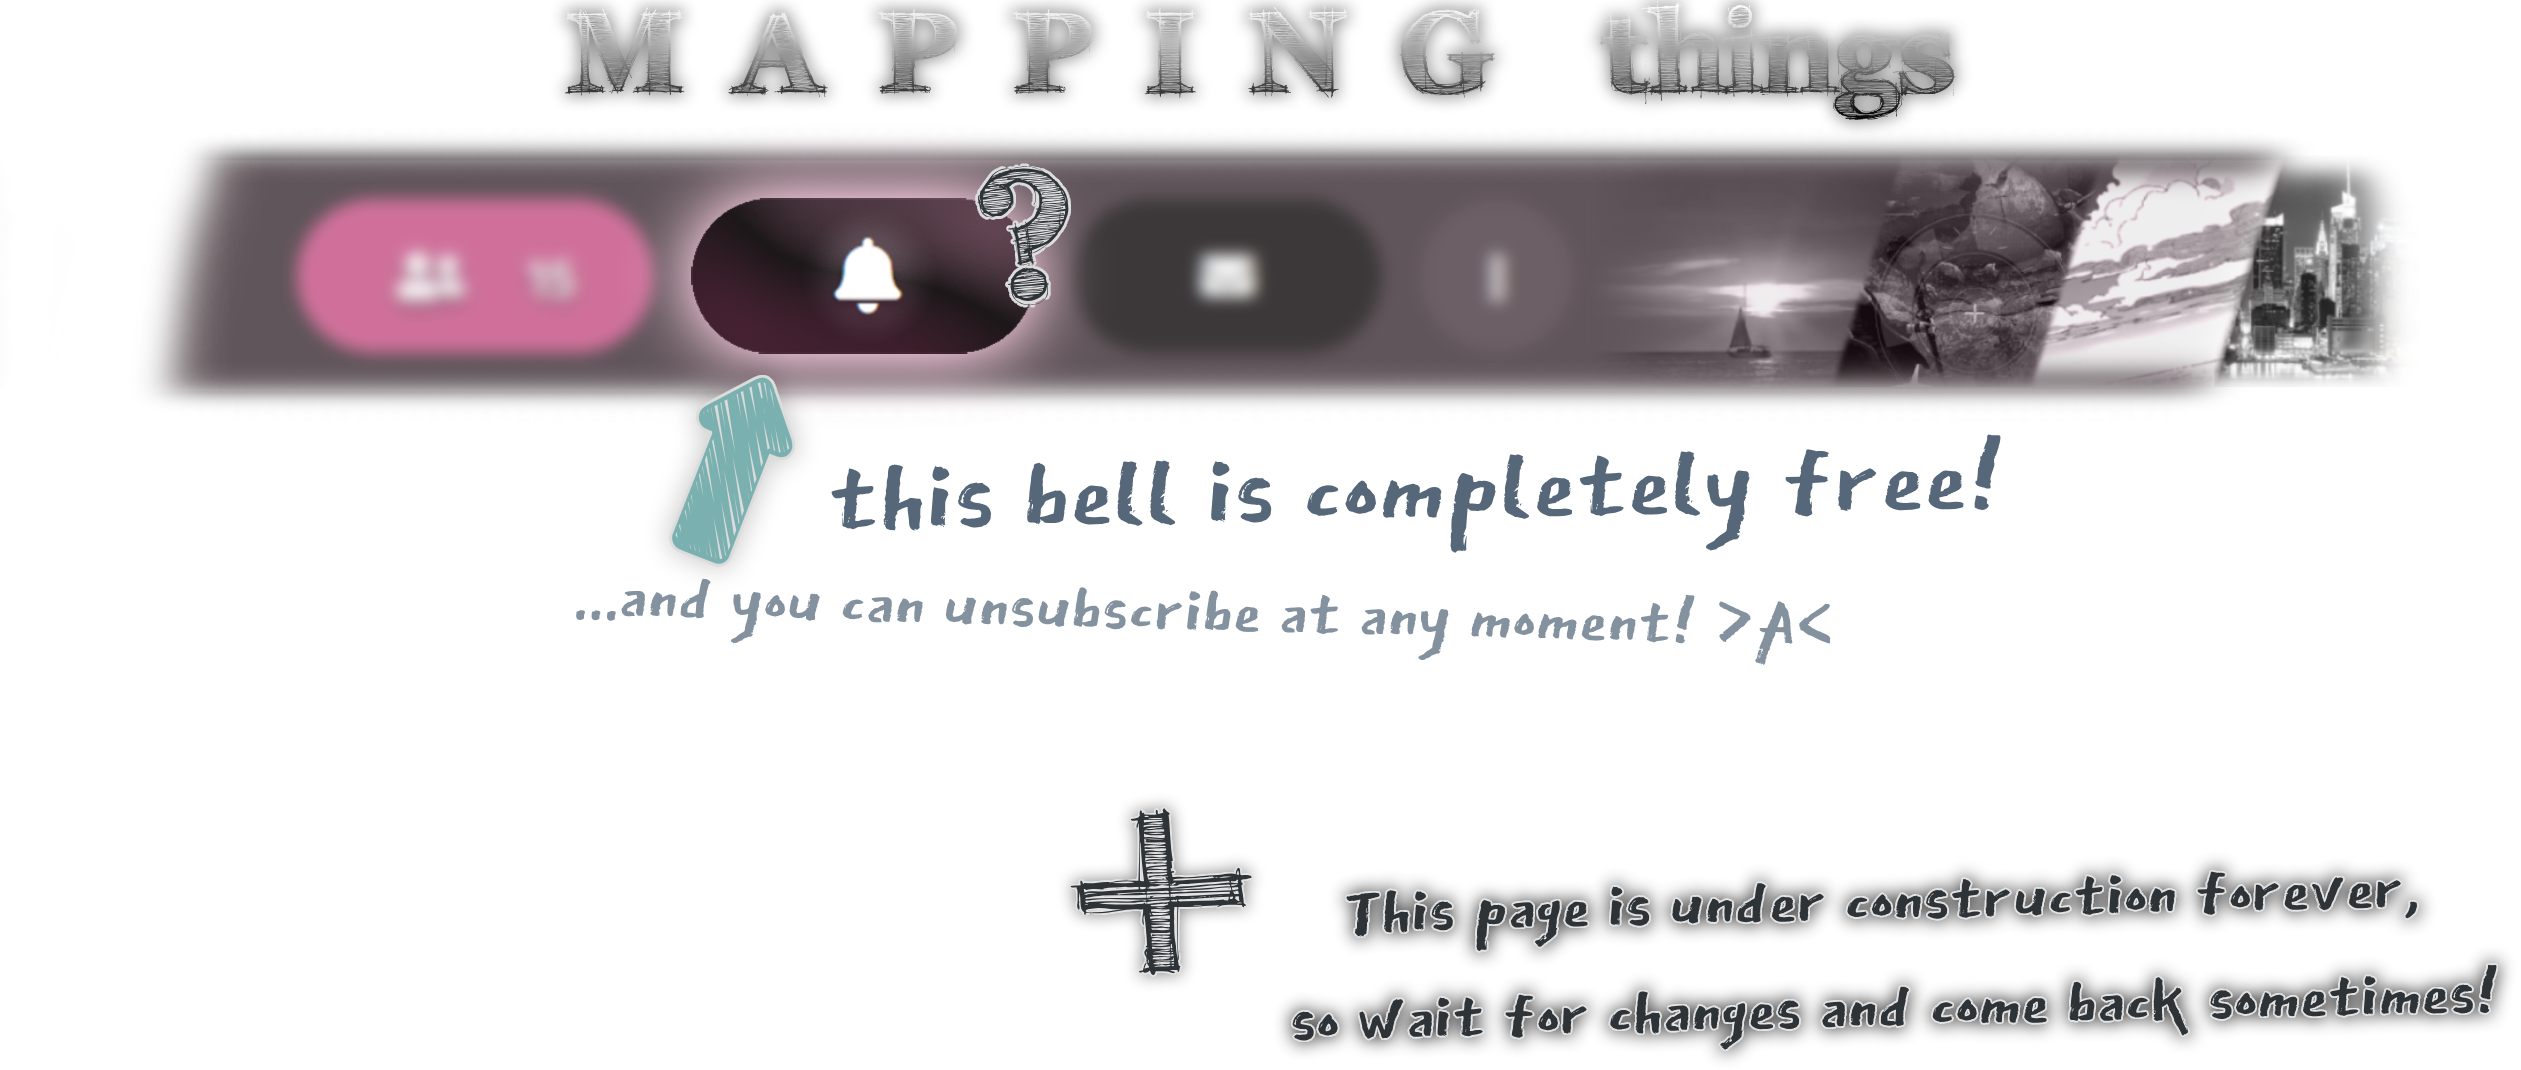 MAPPING things
15
?
this bell is completely free!
...and you can unsubscribe at any moment! >A<
This page is under construction forever,
so wait for changes and come back sometimes!